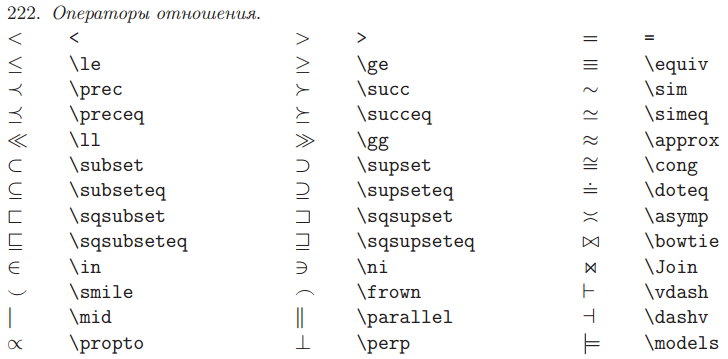 222. Операторы отношения.
< < > > = =
≤ \le ≥ \ge ≡ \equiv
≺ \prec ≻ \succ ∼ \sim
⪯ \preceq ⪰ \succeq ≃ \simeq
≪ \ll ≫ \gg ≈ \approx
⊂ \subset ⊃ \supset ≅ \cong
⊆ \subseteq ⊇ \supseteq ≐ \doteq
⊏ \sqsubset ⊐ \sqsupset ≍ \asymp
⊑ \sqsubseteq ⊒ \sqsupseteq ⋈ \bowtie
∈ \in ∋ \ni ⋈ \Join
⌣ \smile ⌢ \frown ⊢ \vdash
∣ \mid ∥ \parallel ⊣ \dashv
∝ \propto ⊥ \perp ⊨ \models